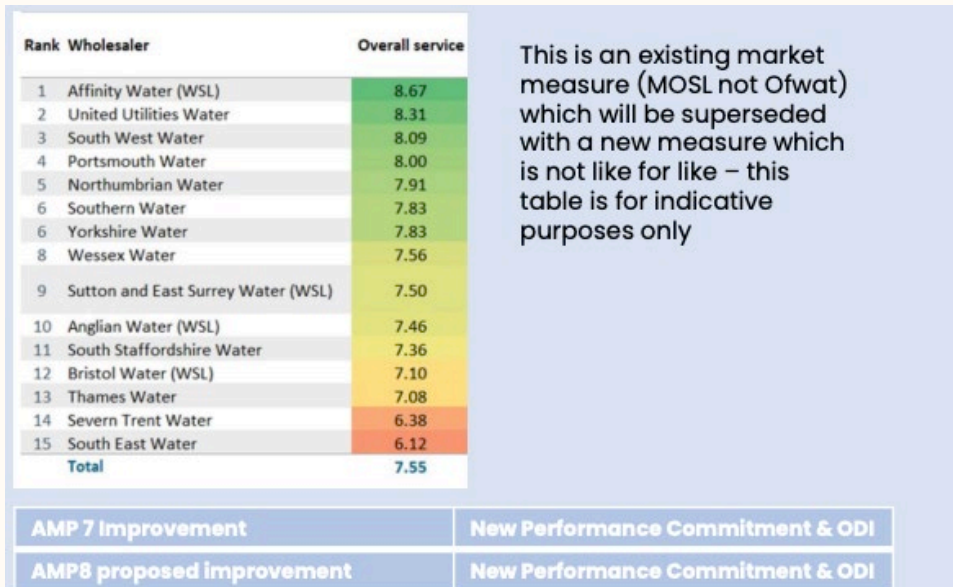 Rank Wholesaler Overall service
1 Affinity Water (WSL) 8.67
2 United Utilities Water 8.31
3 South West Water 8.09
4 Portsmouth Water 8.00
5 Northumbrian Water 7.91
6 Southern Water 7.83
6 Yorkshire Water 7.83
8 Wessex Water 7.56
9 Sutton and East Surrey Water (WSL) 7.50
10 Anglian Water (WSL) 7.46
11 South Staffordshire Water 7.36
12 Bristol Water (WSL) 7.10
13 Thames Water 7.08
14 Severn Trent Water 6.38
15 South East Water 6.12
Total 7.55
This is an existing market
measure (MOSL not Ofwat)
which will be superseded
with a new measure which
is not like for like – this
table is for indicative
purposes only
AMP 7 Improvement New Performance Commitment & ODI
AMP8 proposed improvement New Performance Commitment & ODI